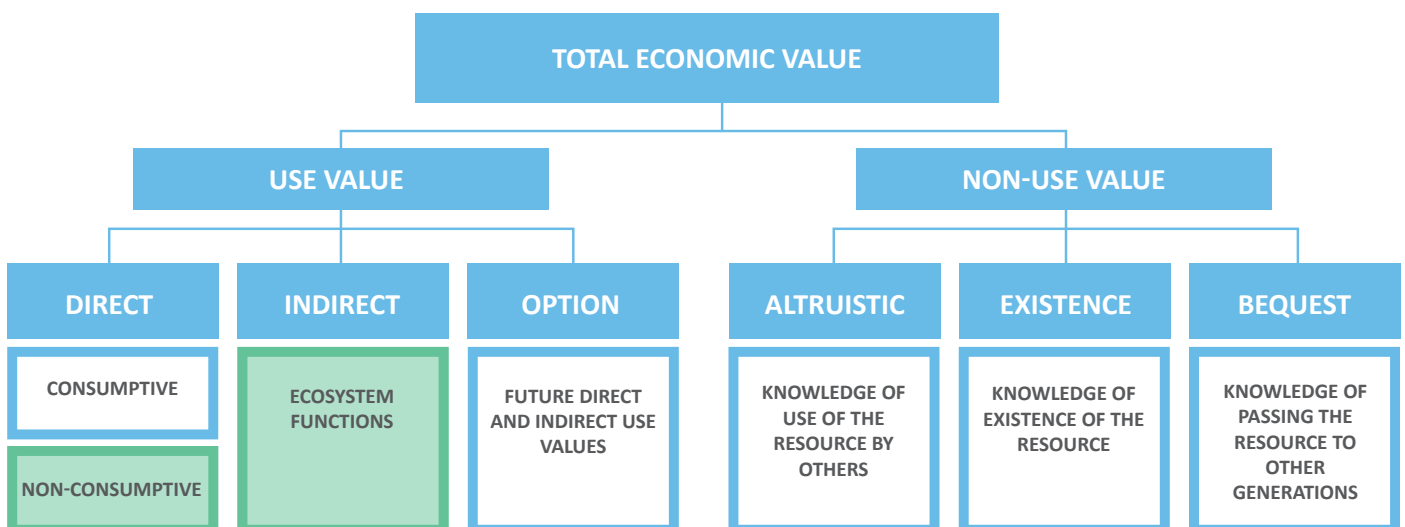 TOTAL ECONOMIC VALUE
USE VALUE
NON-USE VALUE
DIRECT
INDIRECT
OPTION
ALTRUISTIC
EXISTENCE
BEQUEST
CONSUMPTIVE
NON-CONSUMPTIVE
ECOSYSTEM
FUNCTIONS
FUTURE DIRECT
AND INDIRECT USE
VALUES
KNOWLEDGE OF
USE OF THE
RESOURCE BY
OTHERS
KNOWLEDGE OF
EXISTENCE OF THE
RESOURCE
KNOWLEDGE OF
PASSING THE
RESOURCE TO
OTHER
GENERATIONS